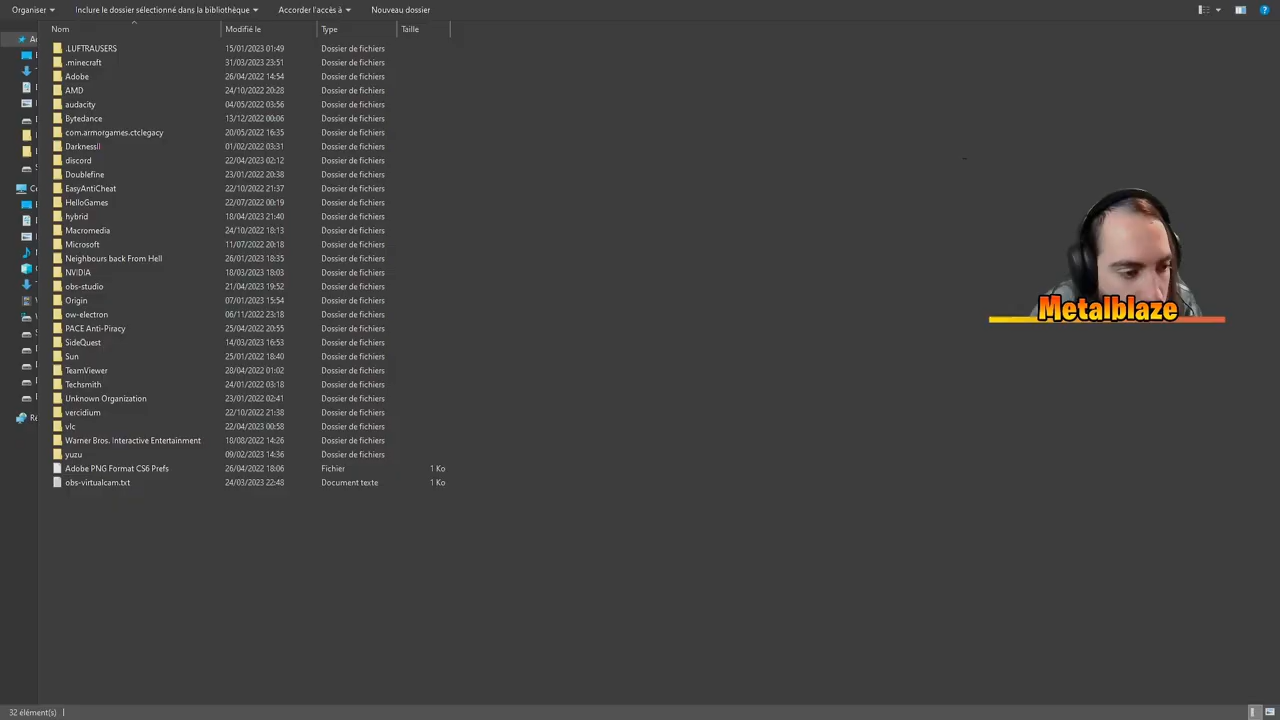 Organiser Inclure le dossier sélectionné dans la bibliothèque Accorder l'accès à Nouveau dossier
Nom Modifié le Type Taille
.LUFTRAUSERS 15/01/2023 01:49 Dossier de fichiers
.minecraft 31/03/2023 23:51 Dossier de fichiers
Adobe 26/04/2022 14:54 Dossier de fichiers
AMD 24/10/2022 20:28 Dossier de fichiers
audacity 04/05/2022 03:56 Dossier de fichiers
Bytedance 13/12/2022 00:06 Dossier de fichiers
com.armorgames.ctclegacy 20/05/2022 16:35 Dossier de fichiers
DarknessII 01/02/2022 03:31 Dossier de fichiers
discord 22/04/2023 02:12 Dossier de fichiers
Doublefine 23/01/2022 20:38 Dossier de fichiers
EasyAntiCheat 22/10/2022 21:37 Dossier de fichiers
HelloGames 22/07/2022 00:19 Dossier de fichiers
hybrid 18/04/2023 21:40 Dossier de fichiers
Macromedia 24/10/2022 18:13 Dossier de fichiers
Microsoft 11/07/2022 20:18 Dossier de fichiers
Neighbours back From Hell 26/01/2023 18:35 Dossier de fichiers
NVIDIA 18/03/2023 18:03 Dossier de fichiers
obs-studio 21/04/2023 19:52 Dossier de fichiers
Origin 07/01/2023 15:54 Dossier de fichiers
ow-electron 06/11/2022 23:18 Dossier de fichiers
PACE Anti-Piracy 25/04/2022 20:55 Dossier de fichiers
SideQuest 14/03/2023 16:53 Dossier de fichiers
Sun 25/01/2022 18:40 Dossier de fichiers
TeamViewer 28/04/2022 01:02 Dossier de fichiers
Techsmith 24/01/2022 03:18 Dossier de fichiers
Unknown Organization 23/01/2022 02:41 Dossier de fichiers
vercidium 22/10/2022 21:38 Dossier de fichiers
vlc 22/04/2023 00:58 Dossier de fichiers
Warner Bros. Interactive Entertainment 18/08/2022 14:26 Dossier de fichiers
yuzu 09/02/2023 14:36 Dossier de fichiers
Adobe PNG Format CS6 Prefs 26/04/2022 18:06 Fichier 1 Ko
obs-virtualcam.txt 24/03/2023 22:48 Document texte 1 Ko
Metalblaze
32 élément(s)